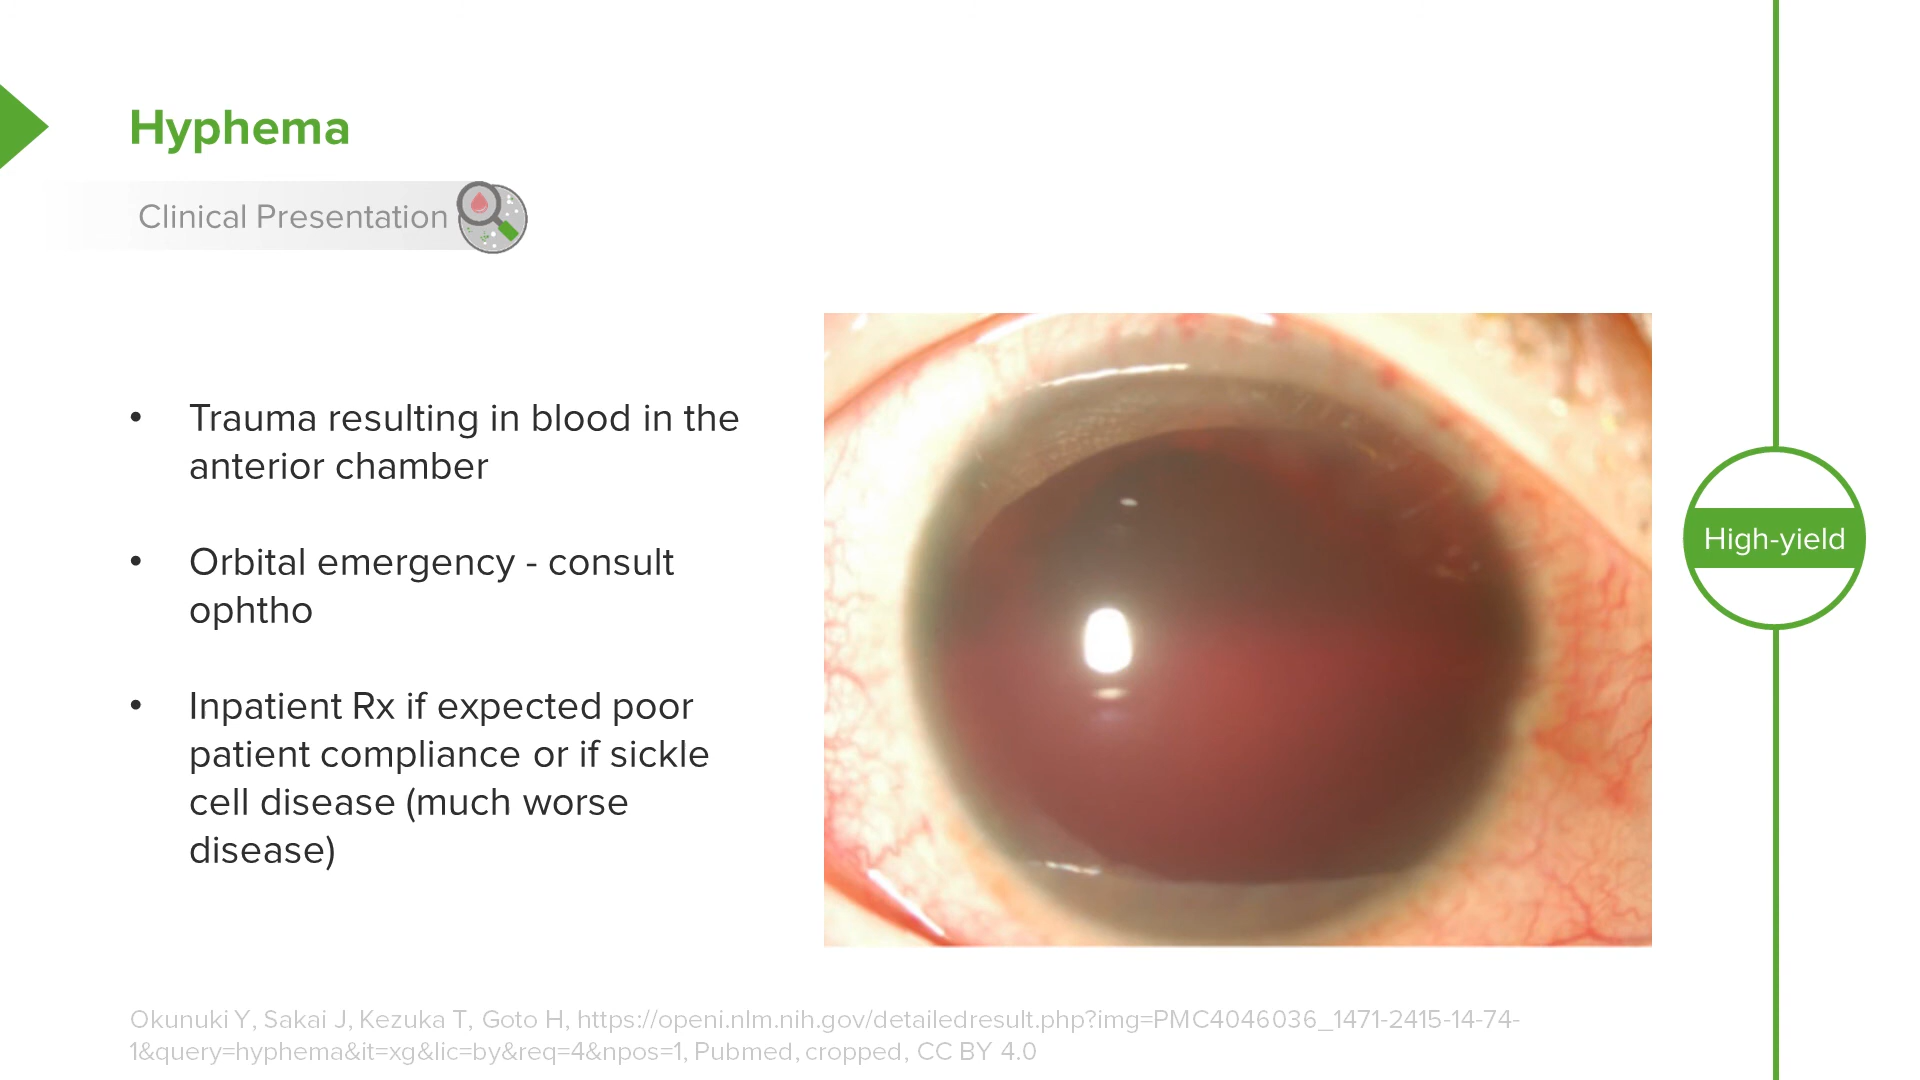 Hyphema
Clinical Presentation
• Trauma resulting in blood in the
anterior chamber
• Orbital emergency - consult
ophtho
• Inpatient Rx if expected poor
patient compliance or if sickle
cell disease (much worse
disease)
High-yield
Okunuki Y, Sakai J, Kezuka T, Goto H, https://openi.nlm.nih.gov/detailedresult.php?img=PMC4046036_1471-2415-14-74-
1&query=hyphema&it=xg&lic=by&req=4&npos=1, Pubmed, cropped, CC BY 4.0